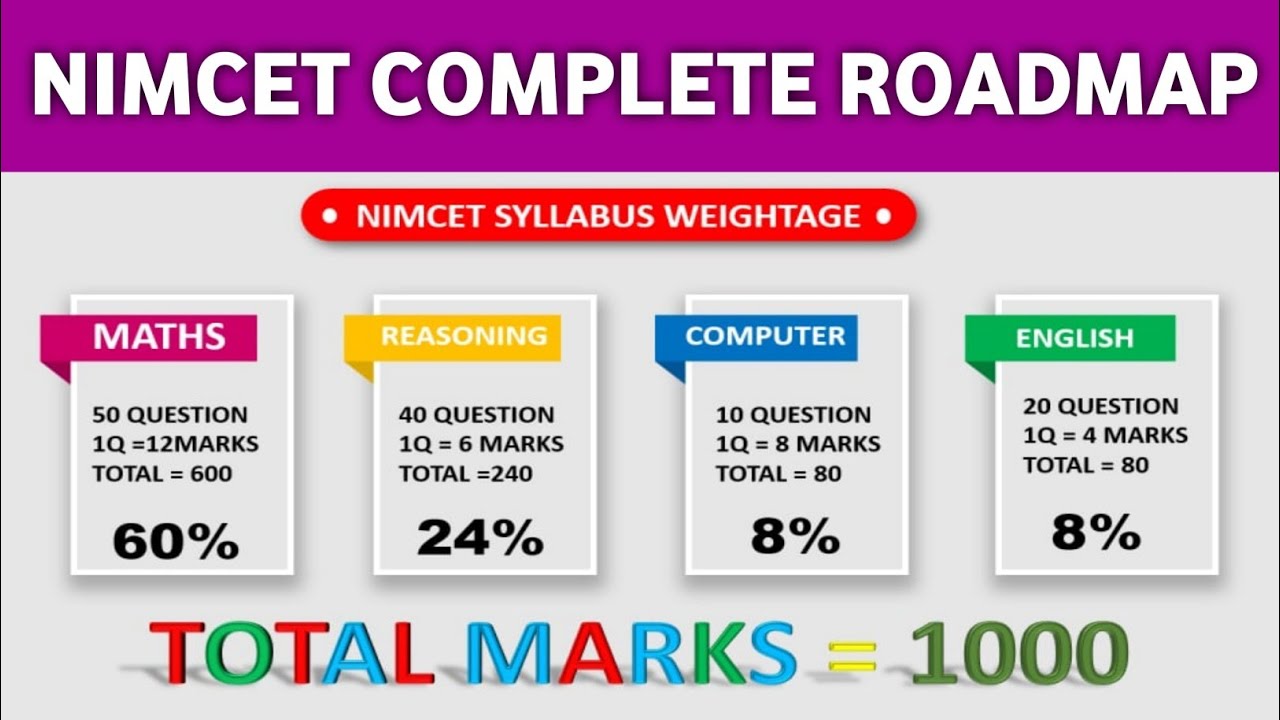 NIMCET COMPLETE ROADMAP
• NIMCET SYLLABUS WEIGHTAGE •
MATHS
50 QUESTION
1Q =12MARKS
TOTAL = 600
60%
REASONING
40 QUESTION
1Q = 6 MARKS
TOTAL =240
24%
COMPUTER
10 QUESTION
1Q = 8 MARKS
TOTAL = 80
8%
ENGLISH
20 QUESTION
1Q = 4 MARKS
TOTAL = 80
8%
TOTAL MARKS = 1000